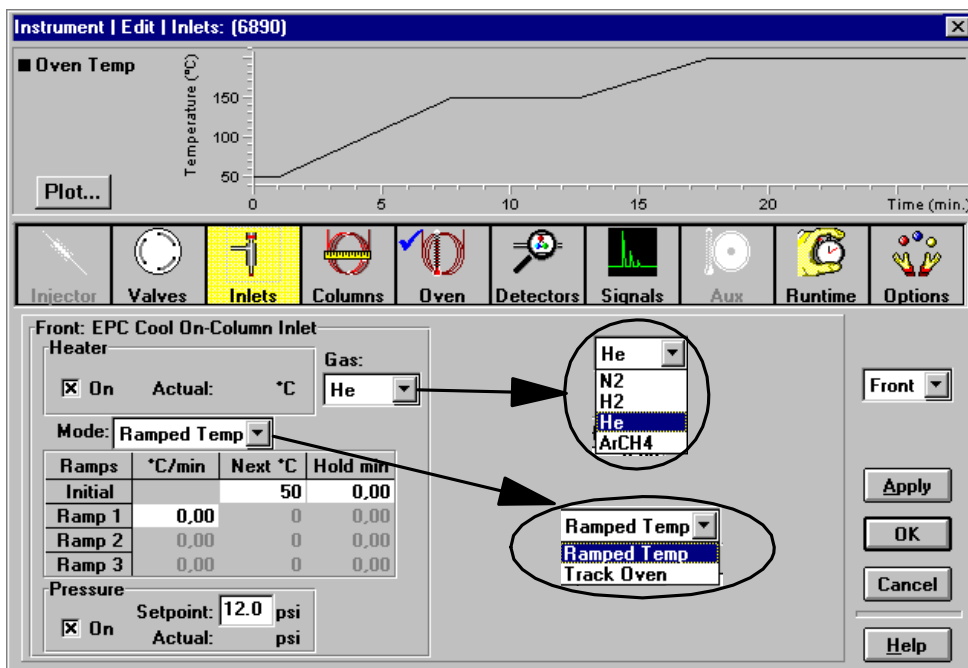 Instrument | Edit | Inlets: (6890)
Oven Temp
Temperature (°C)
150
100
50
0 5 10 15 20 Time (min.)
Plot...
Injector Valves Inlets Columns Oven Detectors Signals Aux Runtime Options
Front: EPC Cool On-Column Inlet
Heater
On Actual: °C
Gas:
He
Mode: Ramped Temp
Ramps °C/min Next °C Hold min
Initial 50 0,00
Ramp 1 0,00 0 0,00
Ramp 2 0,00 0 0,00
Ramp 3 0,00 0 0,00
Pressure
On Setpoint: 12.0 psi
Actual: psi
He
N2
H2
He
ArCH4
Ramped Temp
Ramped Temp
Track Oven
Front
Apply
OK
Cancel
Help